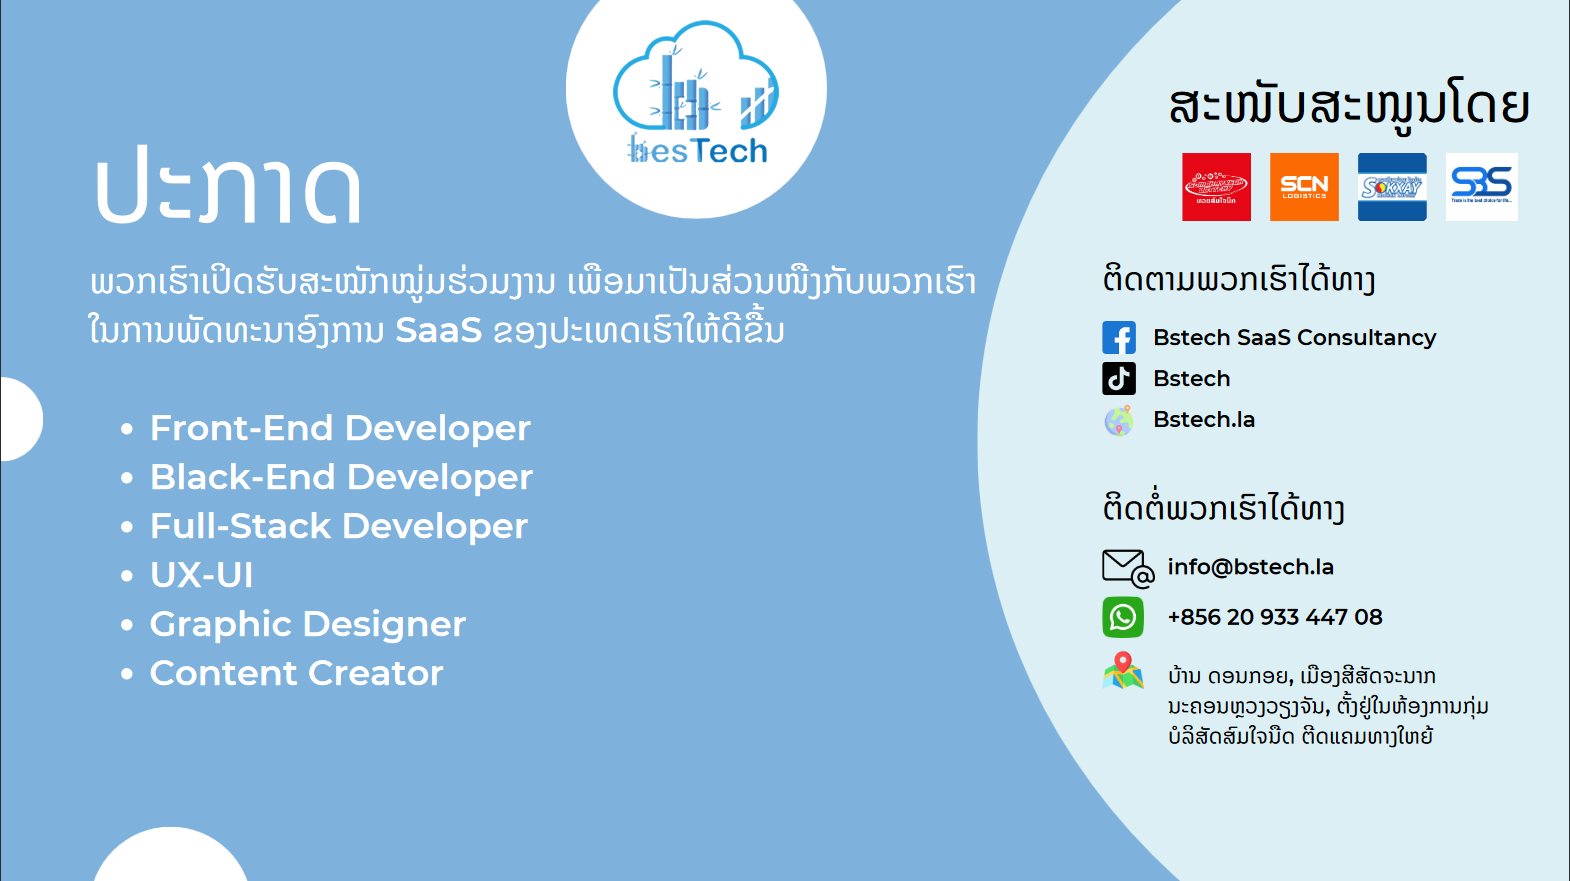 besTech
ປະກາດ
ພວກເຮົາເປີດຮັບສະໝັກໝູ່ມຮ່ວມງານ ເພືອມາເປັນສ່ວນໜຶງກັບພວກເຮົາ
ໃນການພັດທະນາອົງການ SaaS ຂອງປະເທດເຮົາໃຫ້ດີຂຶ້ນ
Front-End Developer
Black-End Developer
Full-Stack Developer
UX-UI
Graphic Designer
Content Creator
ສະໜັບສະໜູນໂດຍ
SCN
LOGISTICS
SOKXAY
SBS
Trade is the best choice for life...
ຕິດຕາມພວກເຮົາໄດ້ທາງ
Bstech SaaS Consultancy
Bstech
Bstech.la
ຕິດຕໍ່ພວກເຮົາໄດ້ທາງ
info@bstech.la
+856 20 933 447 08
ບ້ານ ດອນກອຍ, ເມືອງສີສັດຈະນາກ
ນະຄອນຫຼວງວຽງຈັນ, ຕັ້ງຢູ່ໃນຫ້ອງການກຸ່ມ
ບໍລິສັດສົມໃຈນືດ ຕິດແຄມທາງໃຫຍ້